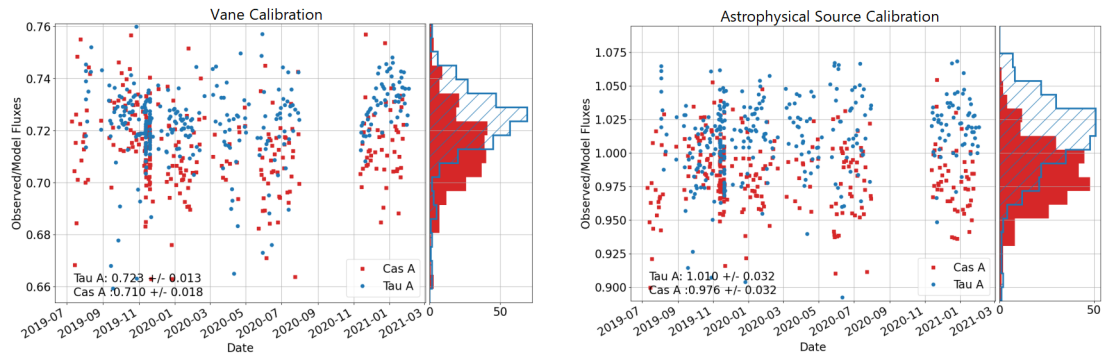 Vane Calibration
Observed/Model Fluxes
0.76
0.74
0.72
0.70
0.68
0.66
Tau A: 0.723 +/- 0.013
Cas A :0.710 +/- 0.018
Cas A
Tau A
2019-07
2019-09
2019-11
2020-01
2020-03
2020-05
2020-07
2020-09
2020-11
2021-01
2021-03
0
50
Date
Astrophysical Source Calibration
Observed/Model Fluxes
1.075
1.050
1.025
1.000
0.975
0.950
0.925
0.900
Tau A: 1.010 +/- 0.032
Cas A :0.976 +/- 0.032
Cas A
Tau A
2019-07
2019-09
2019-11
2020-01
2020-03
2020-05
2020-07
2020-09
2020-11
2021-01
2021-03
0
50
Date